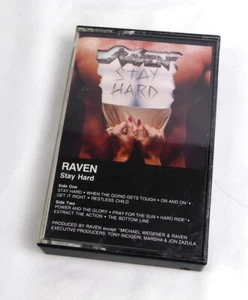 RAVEN
STAY
HARD
RAVEN
Stay Hard
Side One
STAY HARD • WHEN THE GOING GETS TOUGH • ON AND ON*
GET IT RIGHT • RESTLESS CHILD
Side Two
POWER AND THE GLORY • PRAY FOR THE SUN • HARD RIDE*
EXTRACT THE ACTION • THE BOTTOM LINE
PRODUCED BY RAVEN except *MICHAEL WAGENER & RAVEN
EXECUTIVE PRODUCERS: TONY INCIGERI, MARSHA & JON ZAZULA